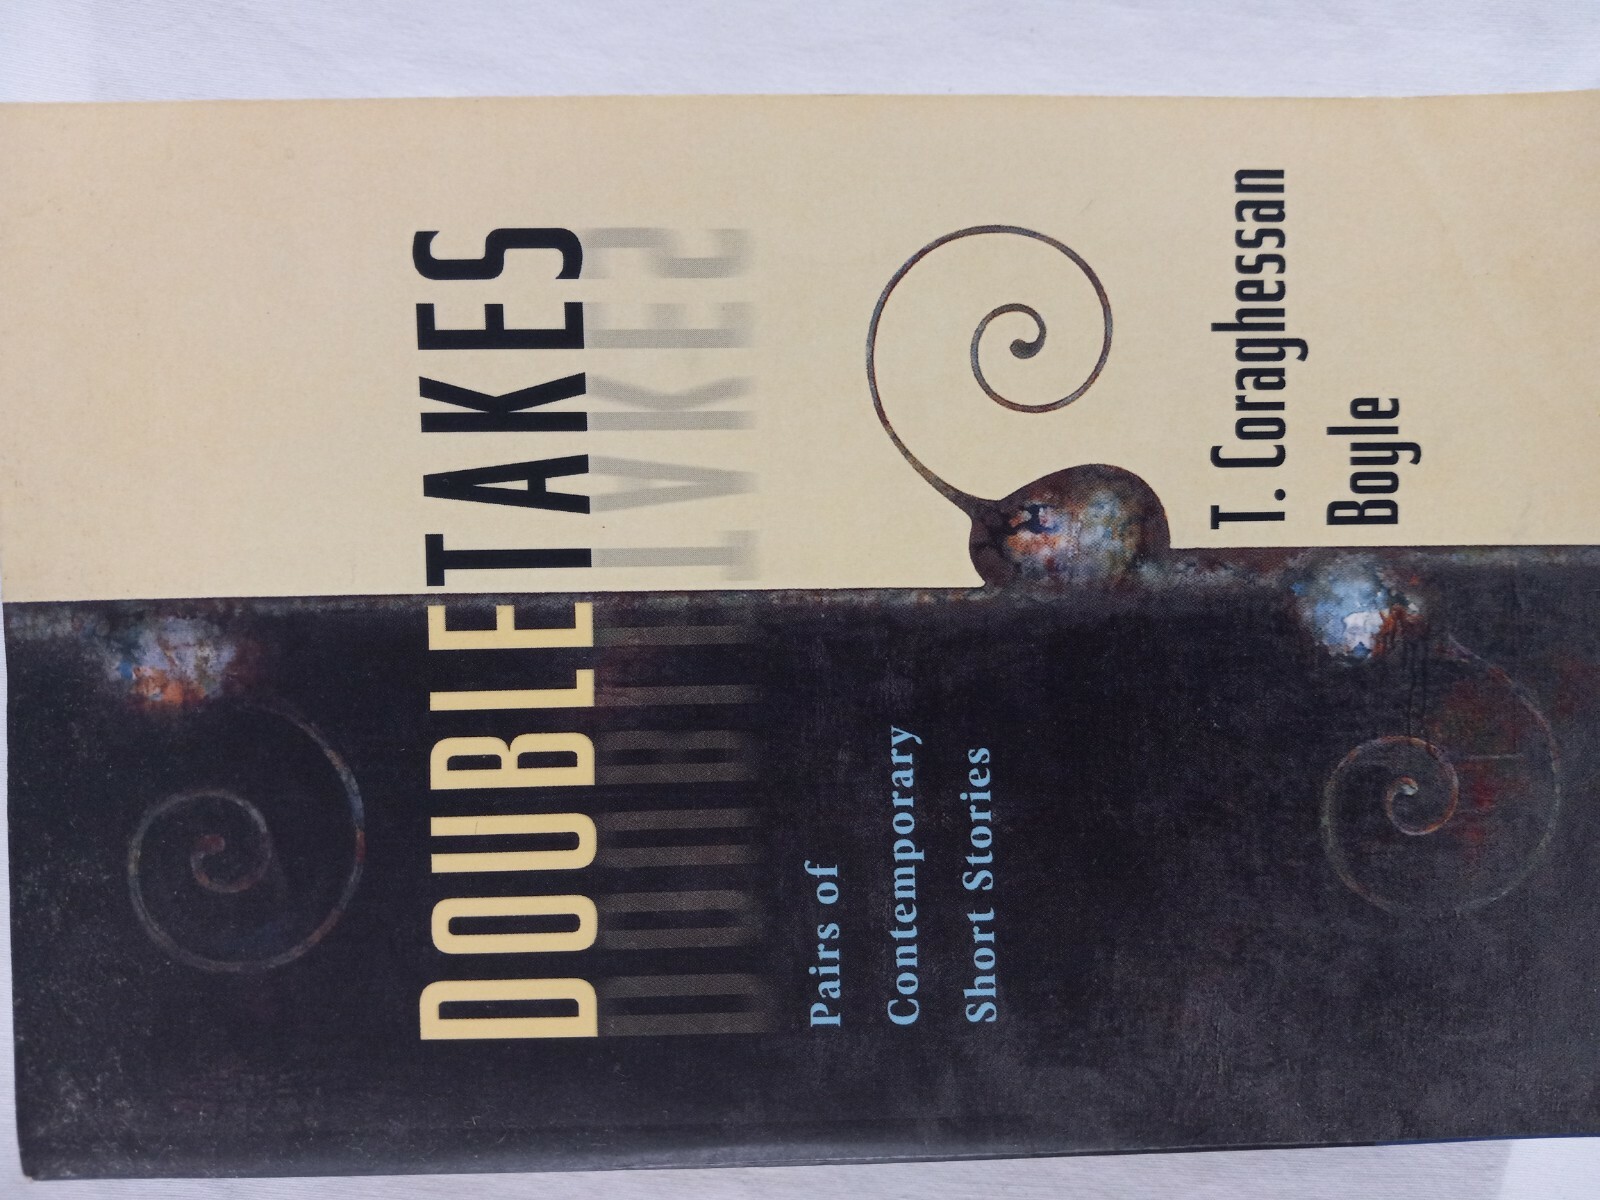 DOUBLETAKES
Pairs of
Contemporary
Short Stories
T. Coraghessan
Boyle